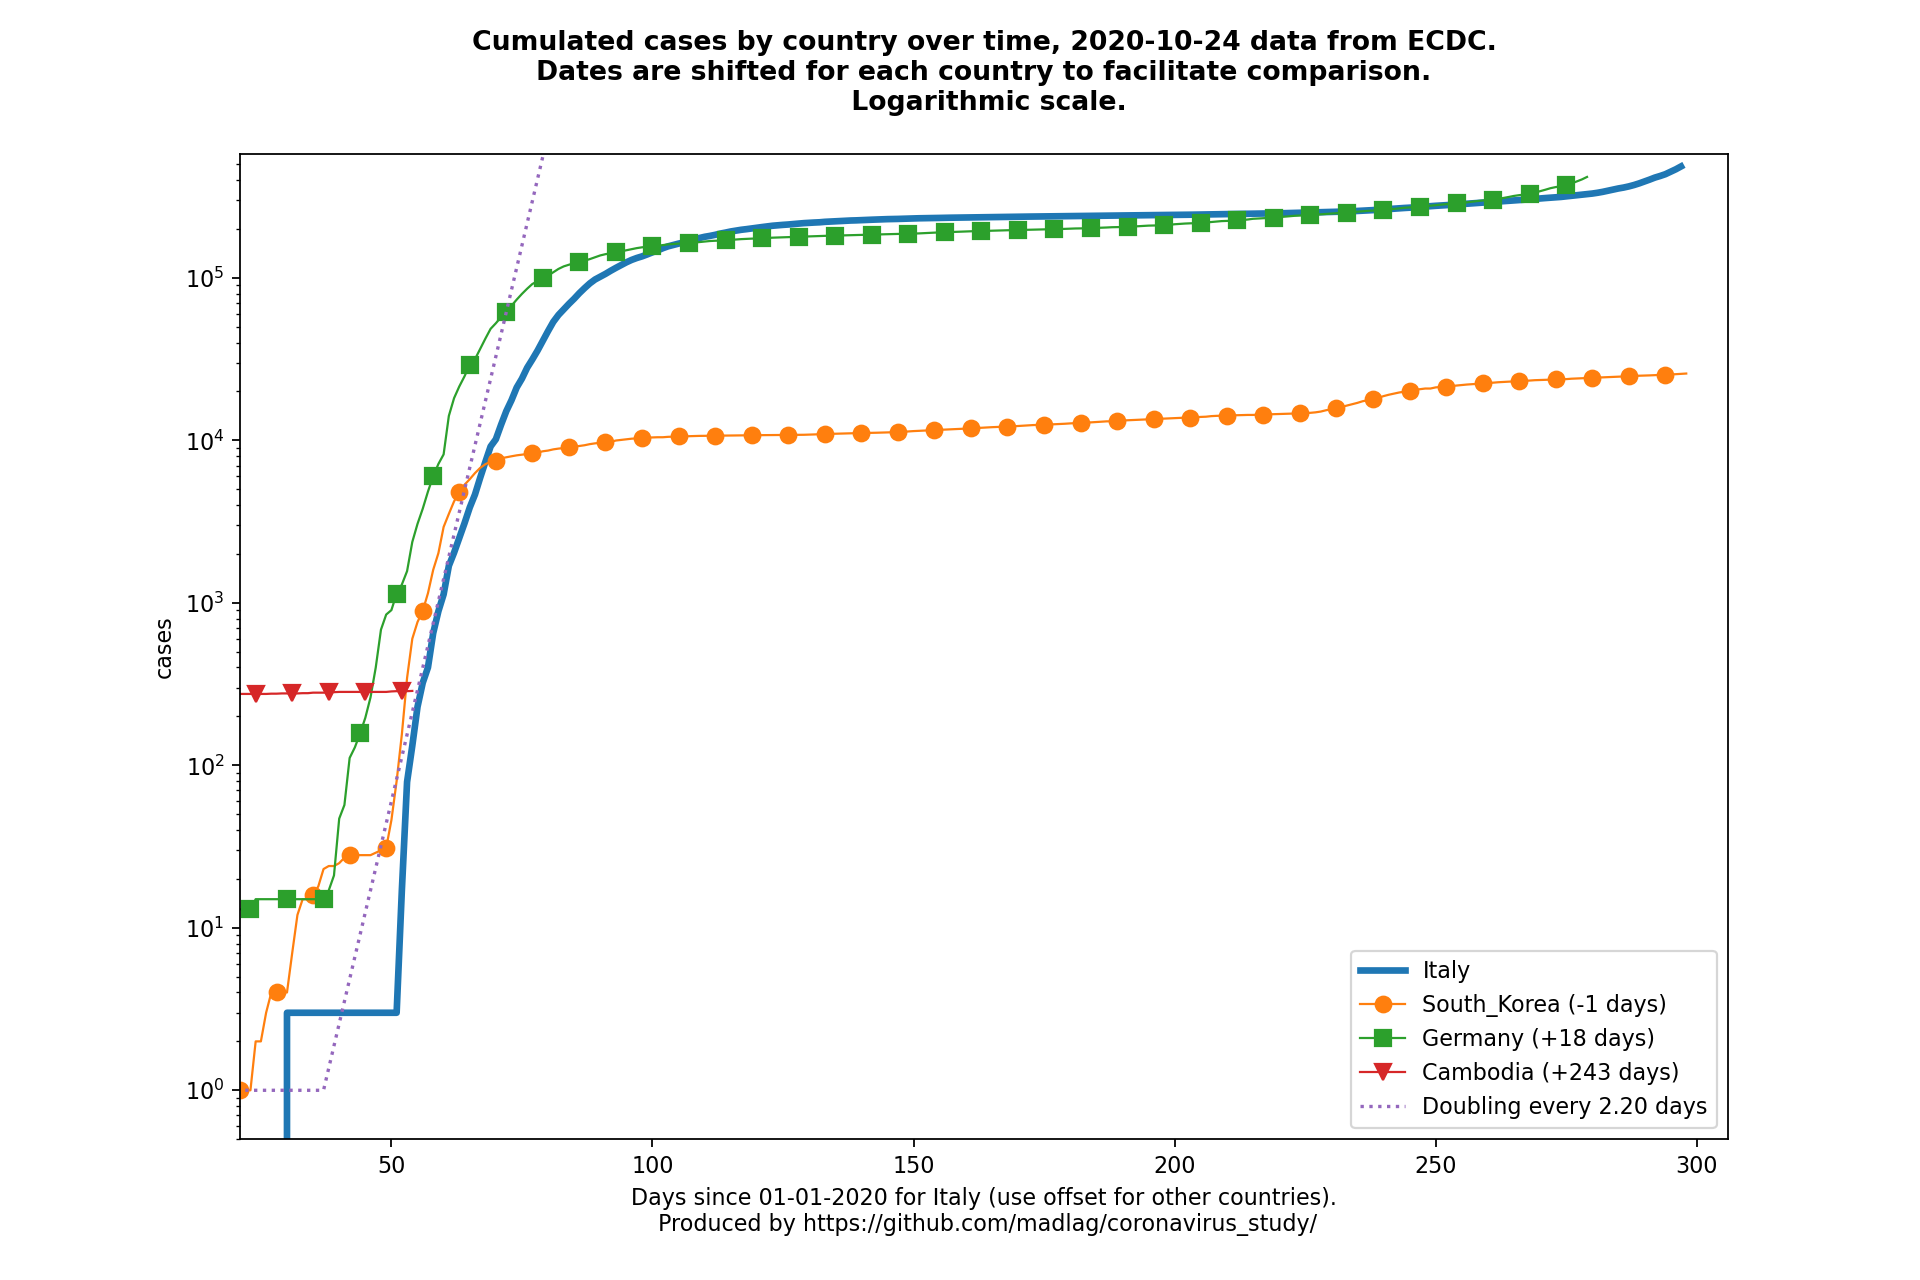 Cumulated cases by country over time, 2020-10-24 data from ECDC.
Dates are shifted for each country to facilitate comparison.
Logarithmic scale.
10^5
10^4
10^3
10^2
10^1
10^0
cases
Italy
South_Korea (-1 days)
Germany (+18 days)
Cambodia (+243 days)
Doubling every 2.20 days
50 100 150 200 250 300
Days since 01-01-2020 for Italy (use offset for other countries).
Produced by https://github.com/madlag/coronavirus_study/